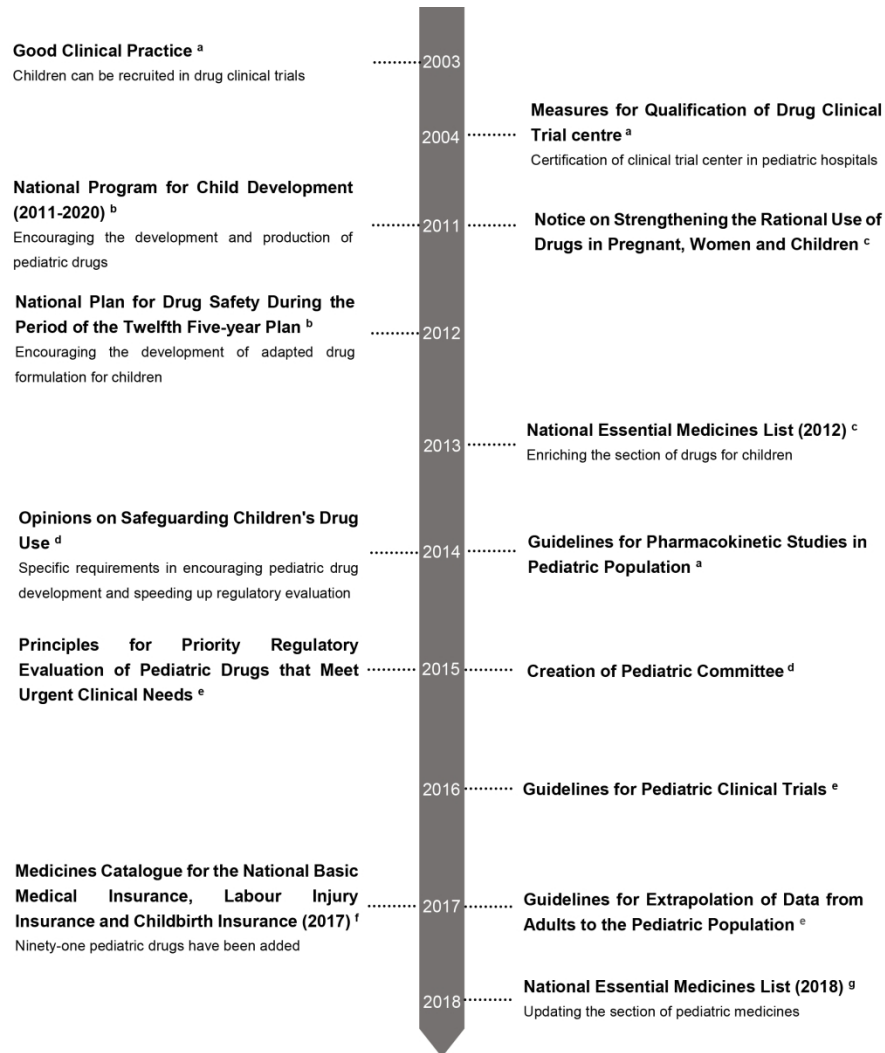 Good Clinical Practice ᵃ
Children can be recruited in drug clinical trials
2003
Measures for Qualification of Drug Clinical
Trial centre ᵃ
Certification of clinical trial center in pediatric hospitals
2004
National Program for Child Development
(2011-2020) ᵇ
Encouraging the development and production of
pediatric drugs
2011
Notice on Strengthening the Rational Use of
Drugs in Pregnant, Women and Children ᶜ
National Plan for Drug Safety During the
Period of the Twelfth Five-year Plan ᵇ
Encouraging the development of adapted drug
formulation for children
2012
2013
National Essential Medicines List (2012) ᶜ
Enriching the section of drugs for children
Opinions on Safeguarding Children's Drug
Use ᵈ
Specific requirements in encouraging pediatric drug
development and speeding up regulatory evaluation
2014
Guidelines for Pharmacokinetic Studies in
Pediatric Population ᵃ
Principles for Priority Regulatory
Evaluation of Pediatric Drugs that Meet
Urgent Clinical Needs ᵉ
2015
Creation of Pediatric Committee ᵈ
2016
Guidelines for Pediatric Clinical Trials ᵉ
Medicines Catalogue for the National Basic
Medical Insurance, Labour Injury
Insurance and Childbirth Insurance (2017) ᶠ
Ninety-one pediatric drugs have been added
2017
Guidelines for Extrapolation of Data from
Adults to the Pediatric Population ᵉ
2018
National Essential Medicines List (2018) ᵍ
Updating the section of pediatric medicines